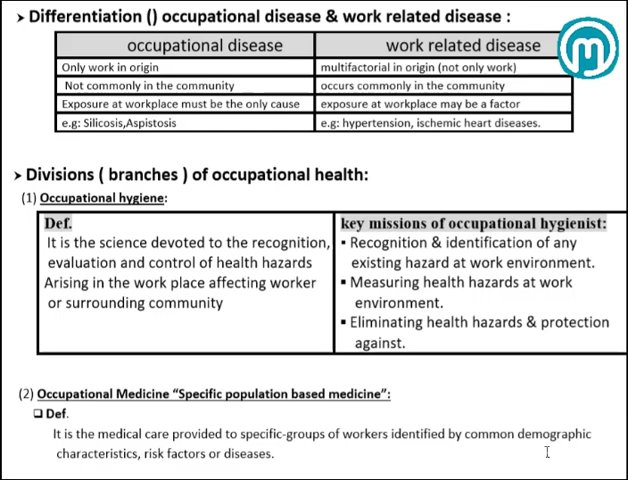 ➤ Differentiation () occupational disease & work related disease :
occupational disease work related disease
Only work in origin multifactorial in origin (not only work)
Not commonly in the community occurs commonly in the community
Exposure at workplace must be the only cause exposure at workplace may be a factor
e.g: Silicosis,Aspistosis e.g: hypertension, ischemic heart diseases.
➤ Divisions ( branches ) of occupational health:
(1) Occupational hygiene:
Def.
It is the science devoted to the recognition,
evaluation and control of health hazards
Arising in the work place affecting worker
or surrounding community
key missions of occupational hygienist:
▪ Recognition & identification of any
existing hazard at work environment.
▪ Measuring health hazards at work
environment.
▪ Eliminating health hazards & protection
against.
(2) Occupational Medicine “Specific population based medicine”:
❑ Def.
It is the medical care provided to specific-groups of workers identified by common demographic
characteristics, risk factors or diseases.